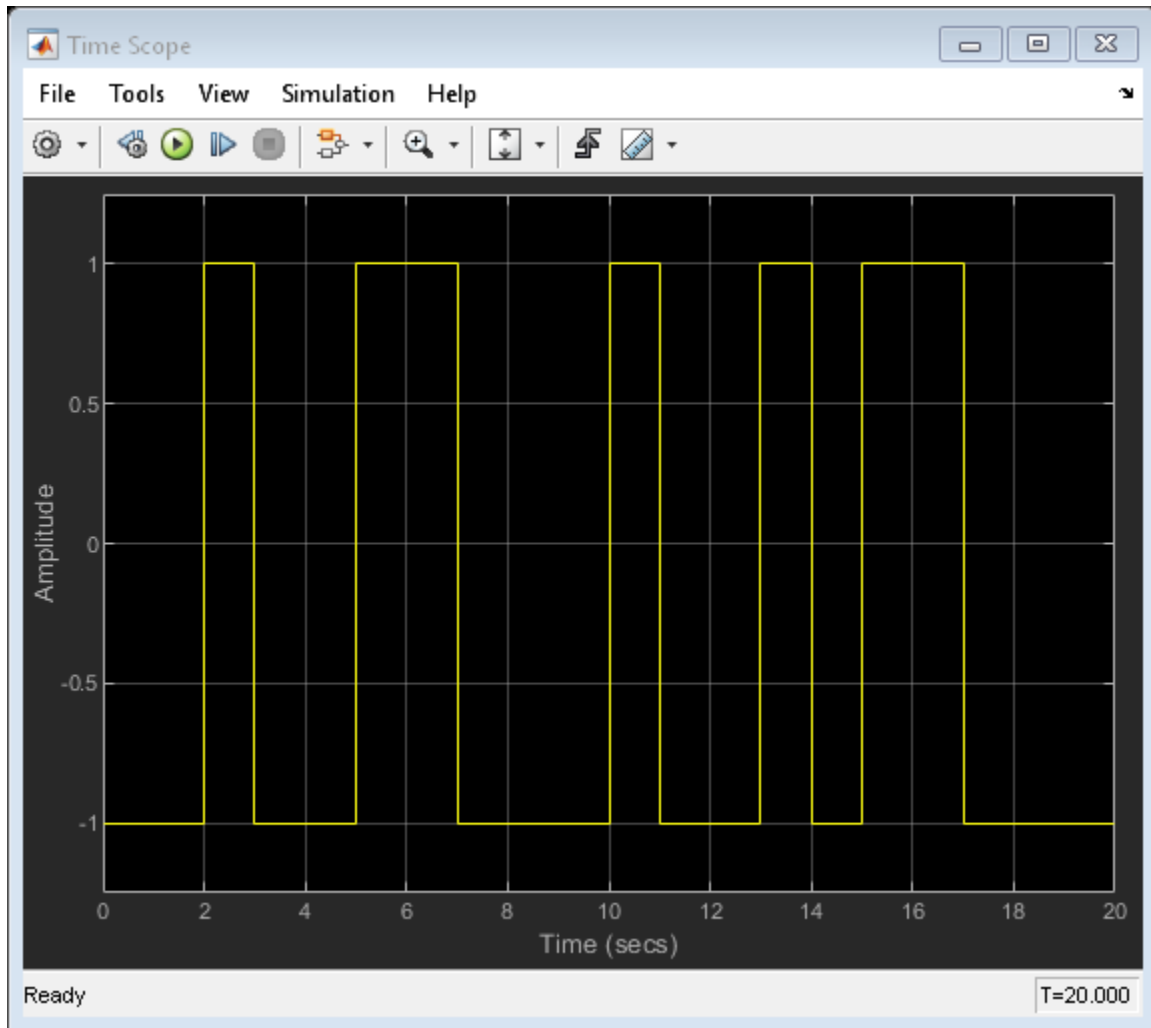 Time Scope
File Tools View Simulation Help
1
0.5
0
-0.5
-1
Amplitude
0 2 4 6 8 10 12 14 16 18 20
Time (secs)
Ready T=20.000